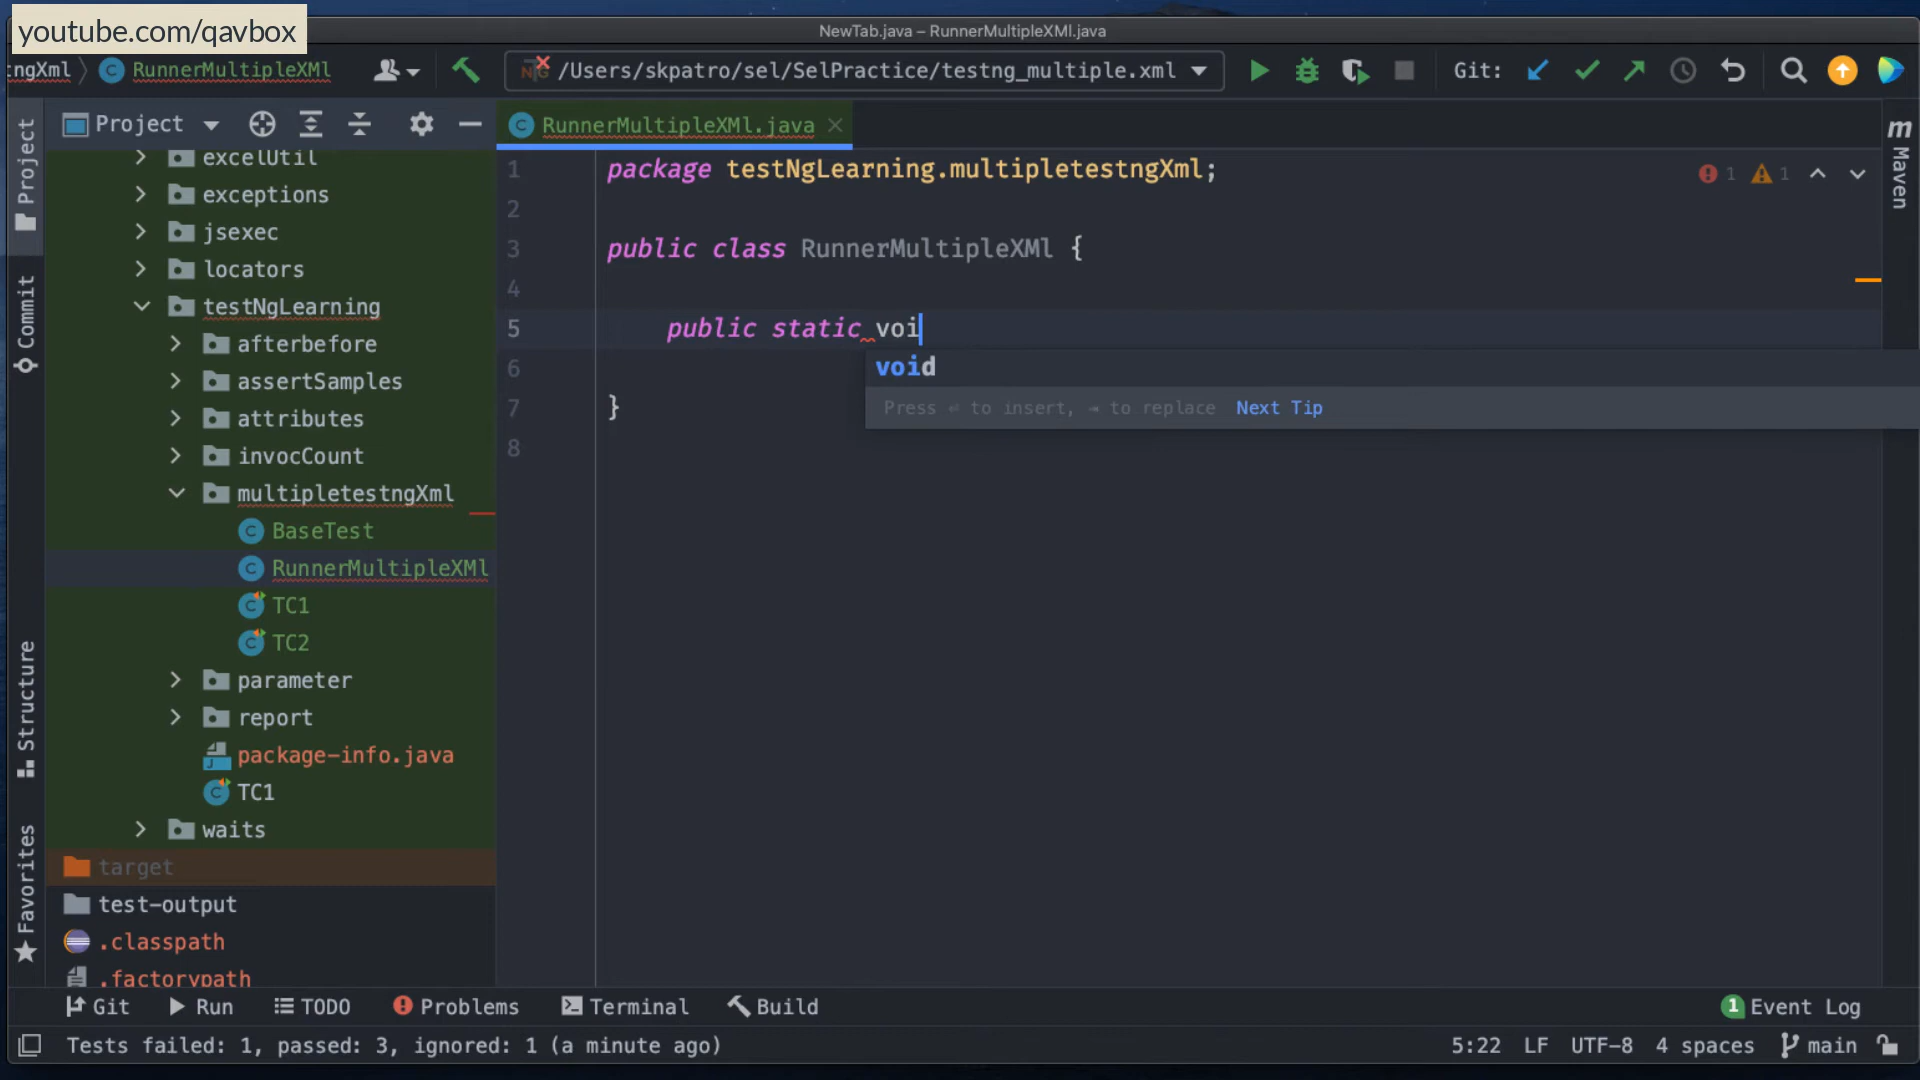 youtube.com/qavbox
NewTab.java – RunnerMultipleXMl.java
tngXml
RunnerMultipleXMl
/Users/skpatro/sel/SelPractice/testng_multiple.xml
Git:
Project
RunnerMultipleXMl.java
Project
Commit
Structure
Favorites
excelUtil
exceptions
jsexec
locators
testNgLearning
afterbefore
assertSamples
attributes
invocCount
multipletestngXml
BaseTest
RunnerMultipleXMl
TC1
TC2
parameter
report
package-info.java
TC1
waits
target
test-output
.classpath
.factorypath
1 package testNgLearning.multipletestngXml;
2
3 public class RunnerMultipleXMl {
4
5 public static voi
6
7 }
8
void
Press ⏎ to insert, ⇥ to replace Next Tip
1 1
m
Maven
Git Run TODO Problems Terminal Build
1 Event Log
Tests failed: 1, passed: 3, ignored: 1 (a minute ago)
5:22 LF UTF-8 4 spaces main